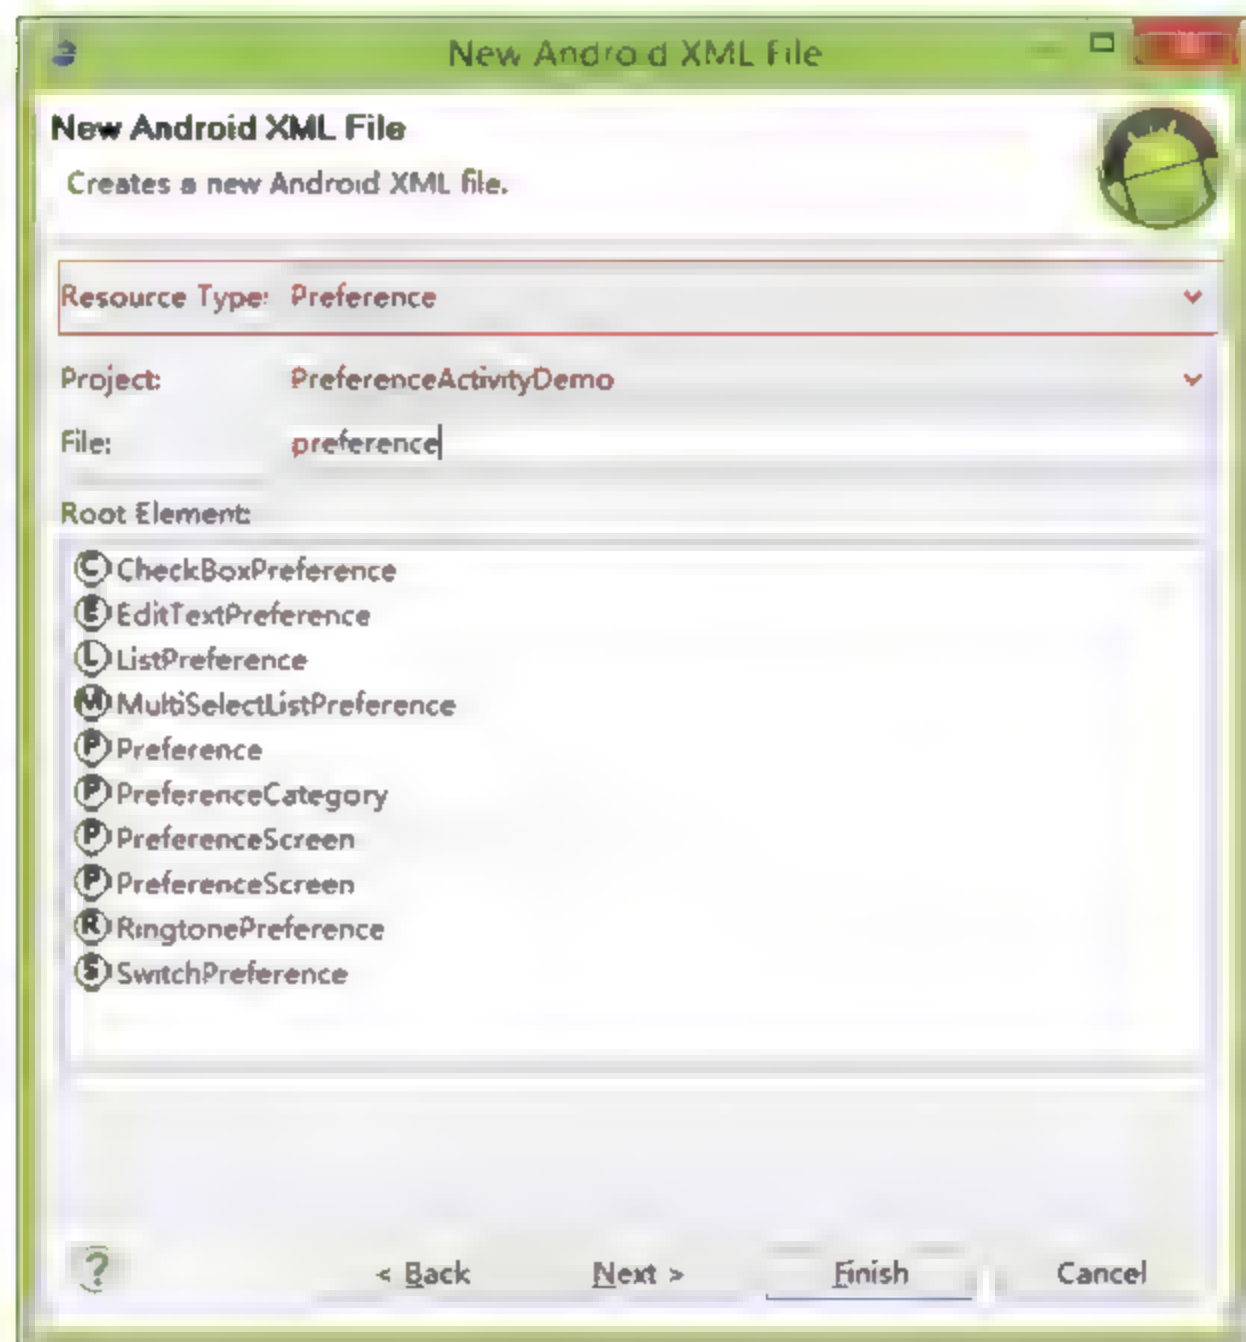 New Android XML File
New Android XML File
Creates a new Android XML file.
Resource Type: Preference
Project: PreferenceActivityDemo
File: preference
Root Element:
C CheckBoxPreference
E EditTextPreference
L ListPreference
M MultiSelectListPreference
P Preference
P PreferenceCategory
P PreferenceScreen
P PreferenceScreen
R RingtonePreference
S SwitchPreference
? < Back Next > Finish Cancel